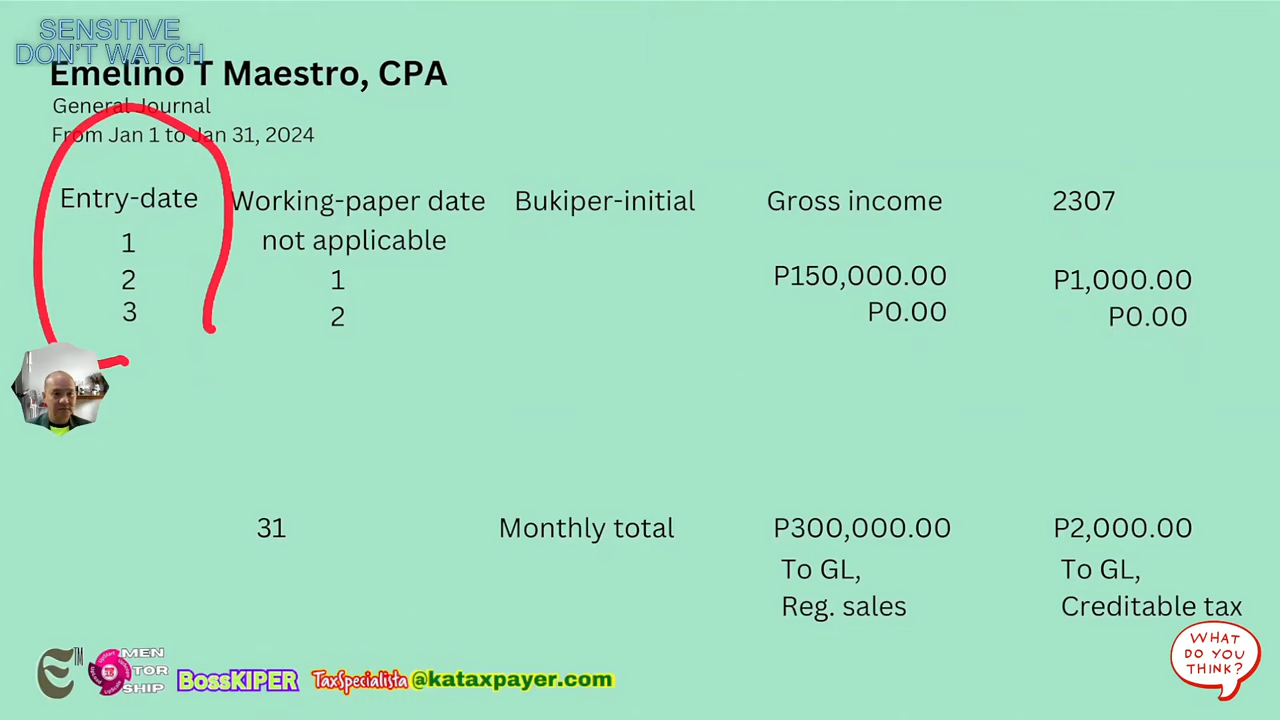 SENSITIVE
DON'T WATCH
Emelino T Maestro, CPA
General Journal
From Jan 1 to Jan 31, 2024
Entry-date Working-paper date Bukiper-initial Gross income 2307
1 not applicable
2 1 P150,000.00 P1,000.00
3 2 P0.00 P0.00
31 Monthly total P300,000.00 P2,000.00
To GL, To GL,
Reg. sales Creditable tax
WHAT
DO YOU
THINK?
MEN
TOR
SHIP
BossKIPER TaxSpecialista @kataxpayer.com